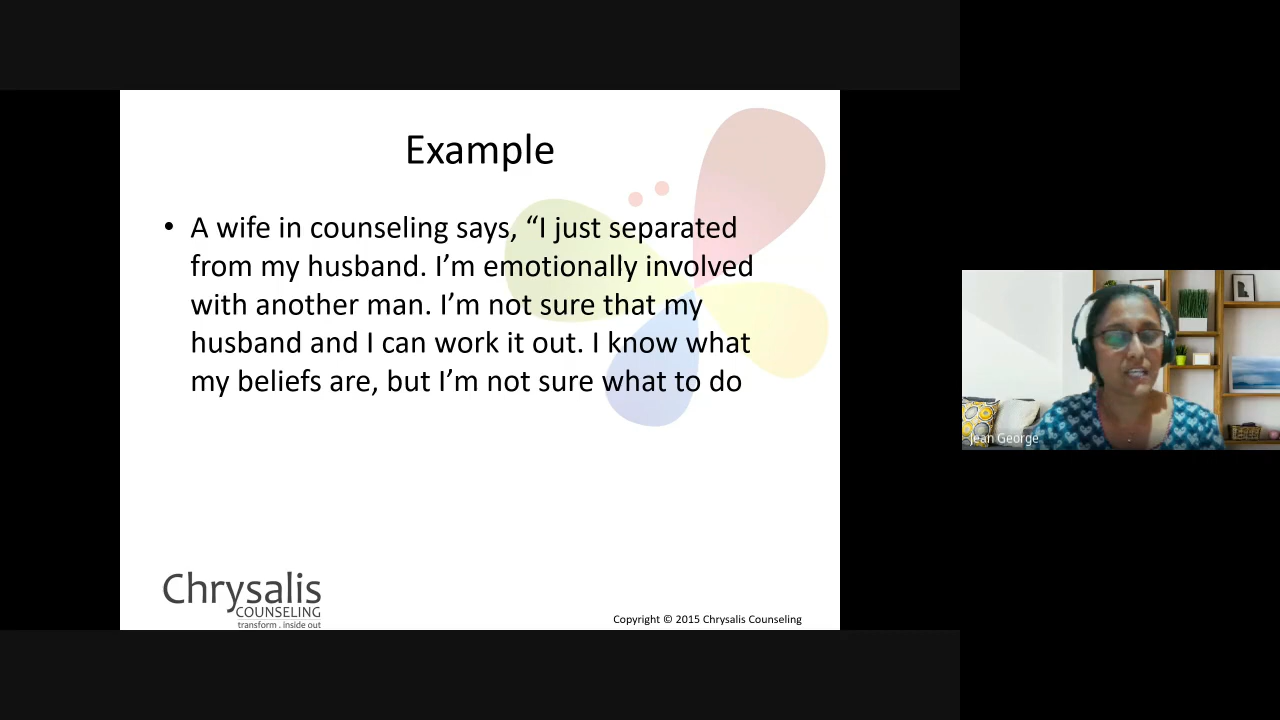 Example
• A wife in counseling says, “I just separated
from my husband. I’m emotionally involved
with another man. I’m not sure that my
husband and I can work it out. I know what
my beliefs are, but I’m not sure what to do
Chrysalis
COUNSELING
transform . inside out
Copyright © 2015 Chrysalis Counseling
Jean George